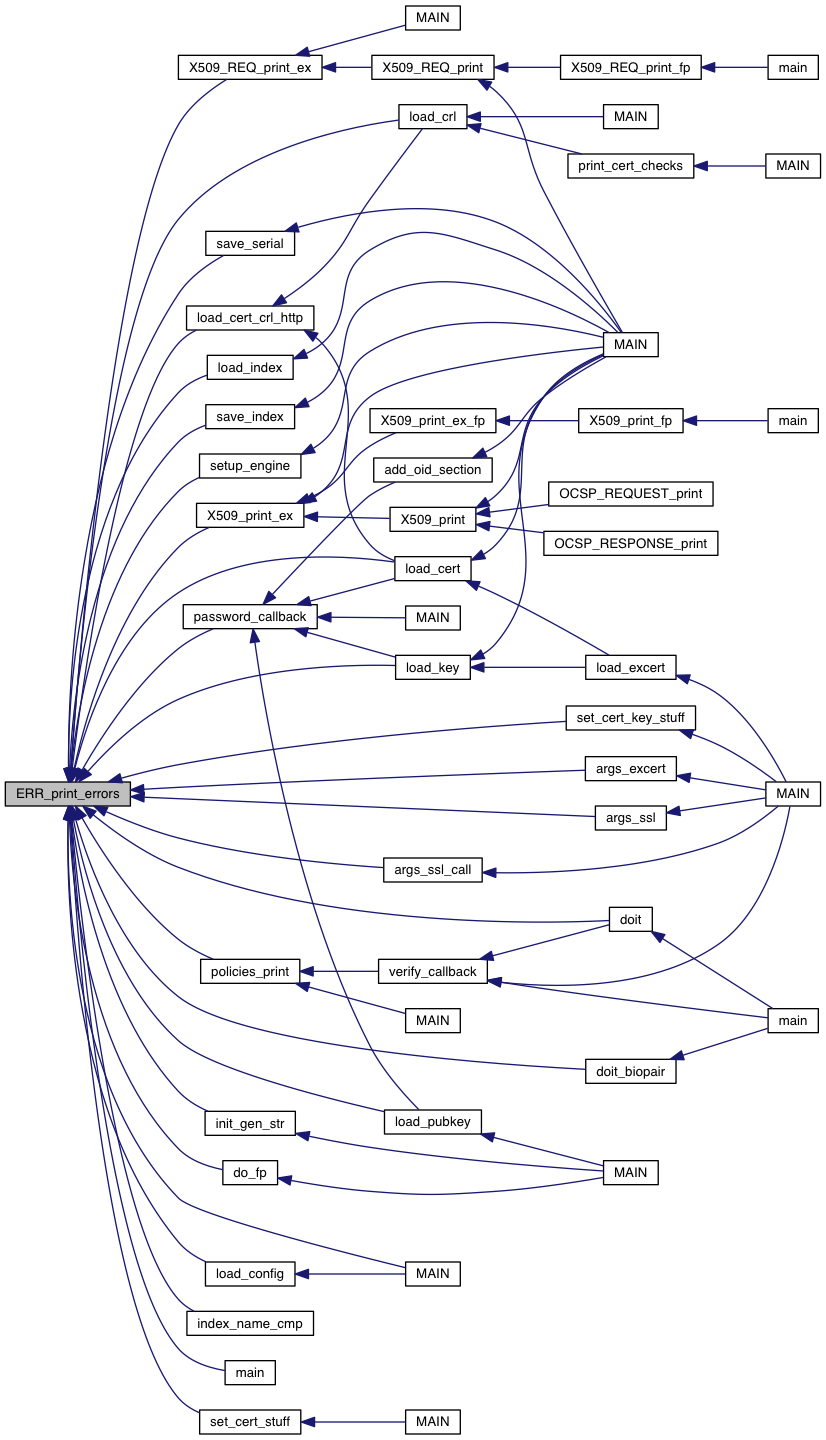 MAIN
X509_REQ_print_ex
X509_REQ_print
X509_REQ_print_fp
main
load_crl
MAIN
print_cert_checks
MAIN
save_serial
load_cert_crl_http
MAIN
load_index
save_index
X509_print_ex_fp
X509_print_fp
main
setup_engine
add_oid_section
OCSP_REQUEST_print
X509_print_ex
X509_print
OCSP_RESPONSE_print
load_cert
password_callback
MAIN
load_key
load_excert
set_cert_key_stuff
args_excert
ERR_print_errors
MAIN
args_ssl
args_ssl_call
doit
policies_print
verify_callback
MAIN
main
doit_biopair
init_gen_str
load_pubkey
do_fp
MAIN
load_config
MAIN
index_name_cmp
main
set_cert_stuff
MAIN